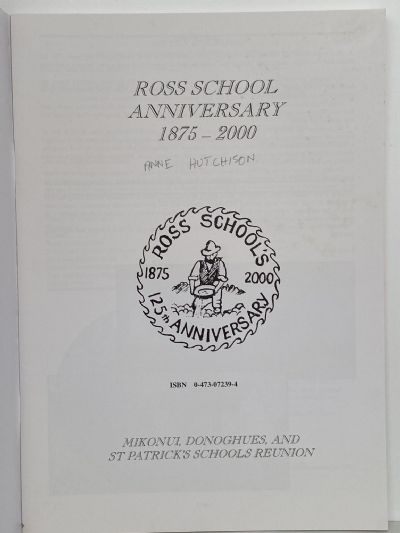 ROSS SCHOOL
ANNIVERSARY
1875 – 2000
ANNE HUTCHISON
ROSS SCHOOL'S
1875 2000
125th ANNIVERSARY
ISBN 0-473-07239-4
MIKONUI, DONOGHUES, AND
ST PATRICK'S SCHOOLS REUNION